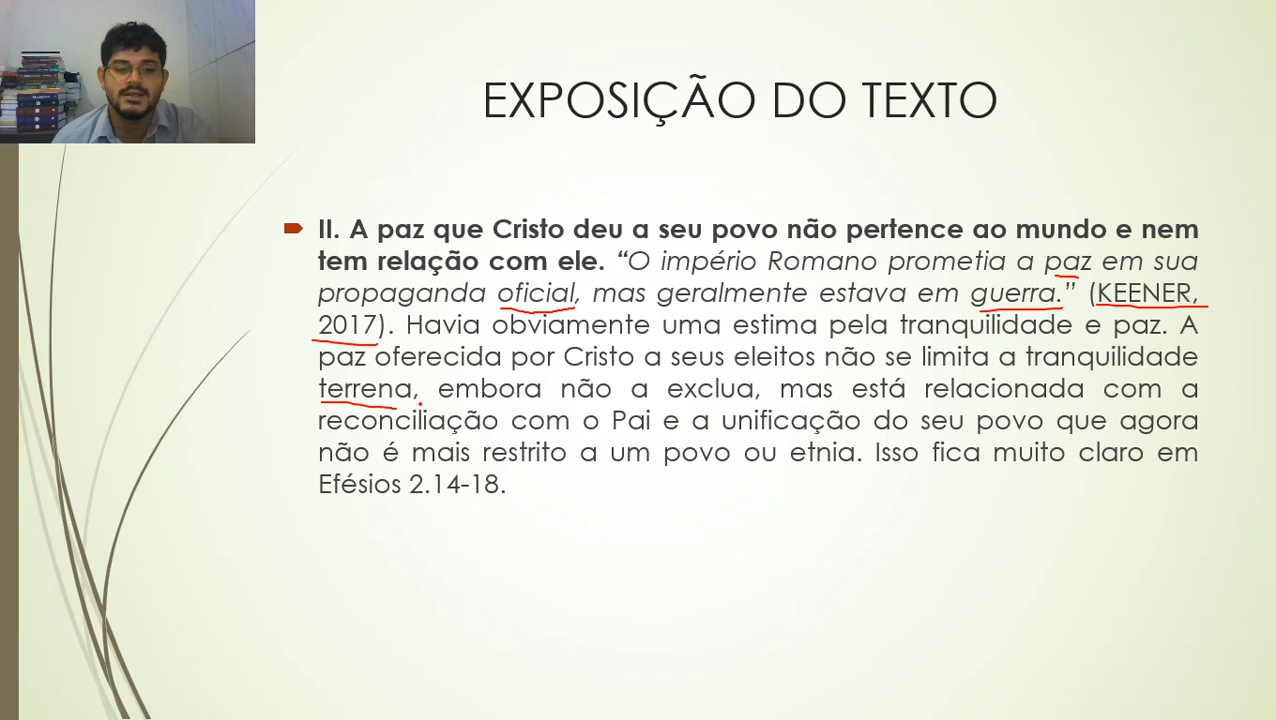 EXPOSIÇÃO DO TEXTO
II. A paz que Cristo deu a seu povo não pertence ao mundo e nem
tem relação com ele. “O império Romano prometia a paz em sua
propaganda oficial, mas geralmente estava em guerra.” (KEENER,
2017). Havia obviamente uma estima pela tranquilidade e paz. A
paz oferecida por Cristo a seus eleitos não se limita a tranquilidade
terrena, embora não a exclua, mas está relacionada com a
reconciliação com o Pai e a unificação do seu povo que agora
não é mais restrito a um povo ou etnia. Isso fica muito claro em
Efésios 2.14-18.